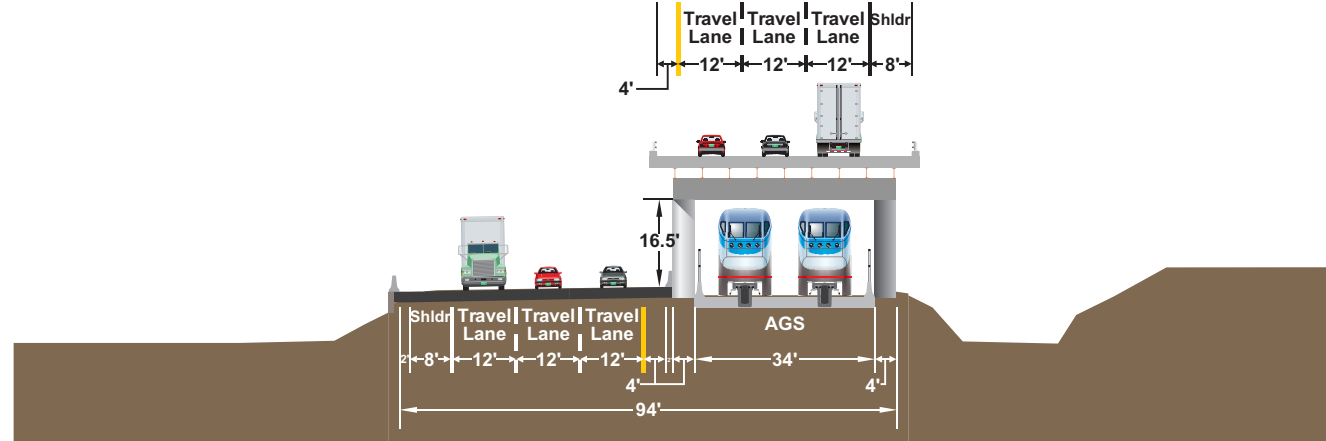 Travel Travel Travel Shldr
Lane Lane Lane
12' 12' 12' 8'
4'
16.5'
Shldr Travel Travel Travel AGS
Lane Lane Lane
2' 8' 12' 12' 12' 34'
4' 4'
94'